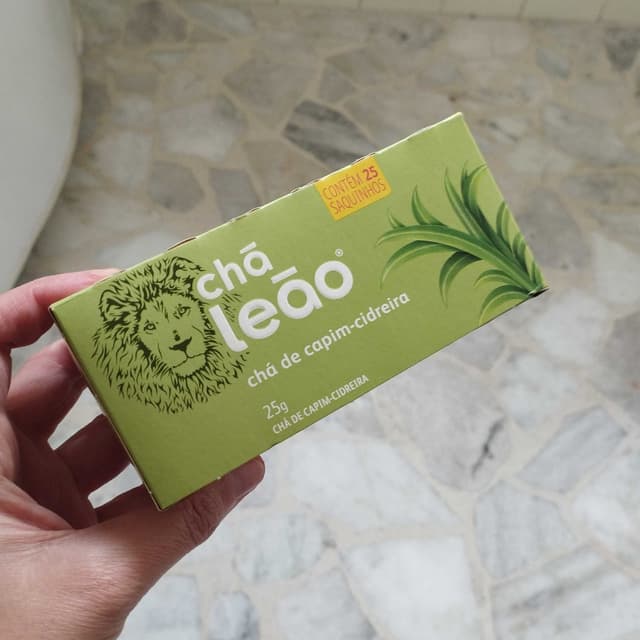 CONTÉM 25
SAQUINHOS
chá
leão®
chá de capim-cidreira
25g
CHÁ DE CAPIM-CIDREIRA